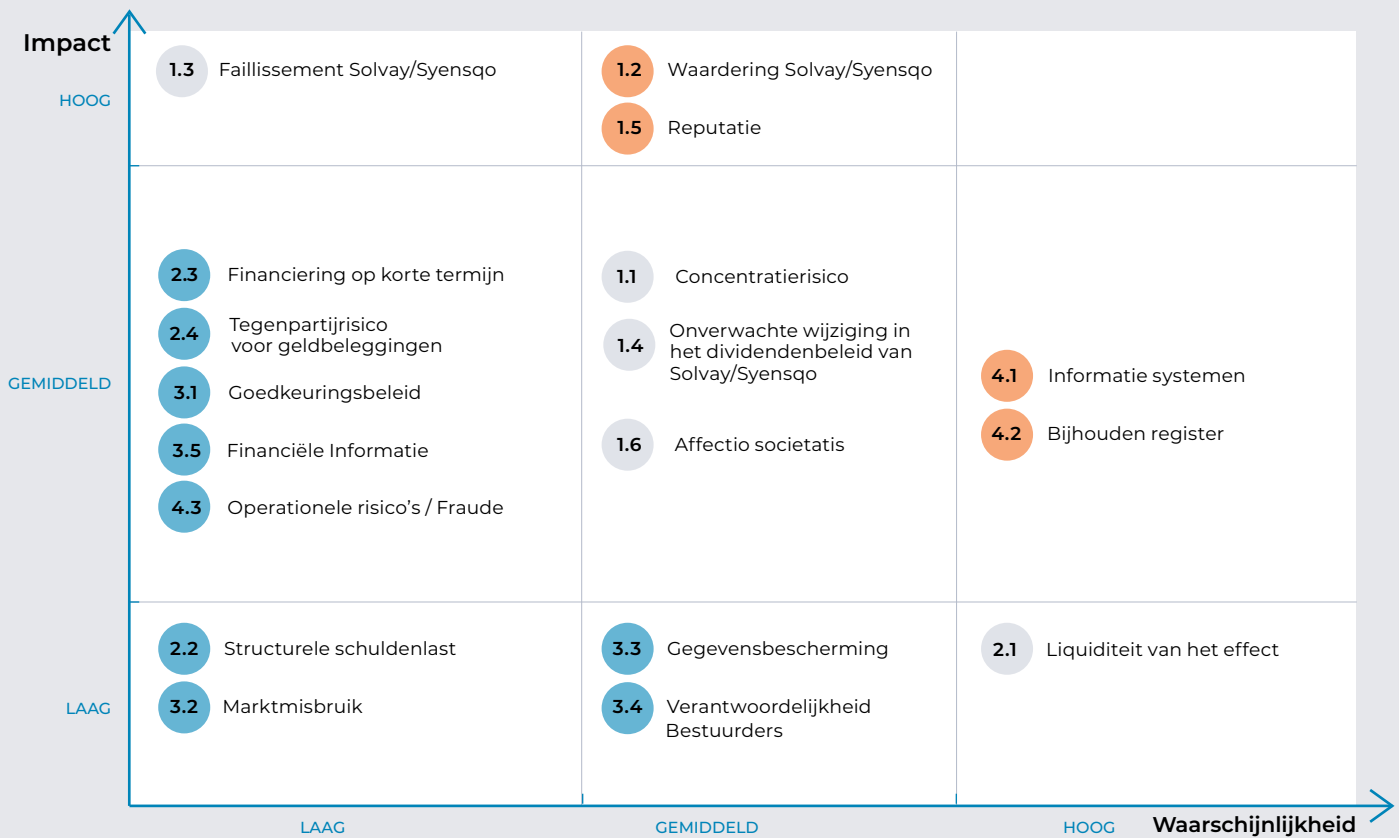 Impact
HOOG
1.3 Faillissement Solvay/Syensqo
1.2 Waardering Solvay/Syensqo
1.5 Reputatie
GEMIDDELD
2.3 Financiering op korte termijn
2.4 Tegenpartijrisico
voor geldbeleggingen
3.1 Goedkeuringsbeleid
3.5 Financiële Informatie
4.3 Operationele risico's / Fraude
1.1 Concentratierisico
1.4 Onverwachte wijziging in
het dividendenbeleid van
Solvay/Syensqo
1.6 Affectio societatis
4.1 Informatie systemen
4.2 Bijhouden register
LAAG
2.2 Structurele schuldenlast
3.2 Marktmisbruik
3.3 Gegevensbescherming
3.4 Verantwoordelijkheid
Bestuurders
2.1 Liquiditeit van het effect
LAAG
GEMIDDELD
HOOG
Waarschijnlijkheid